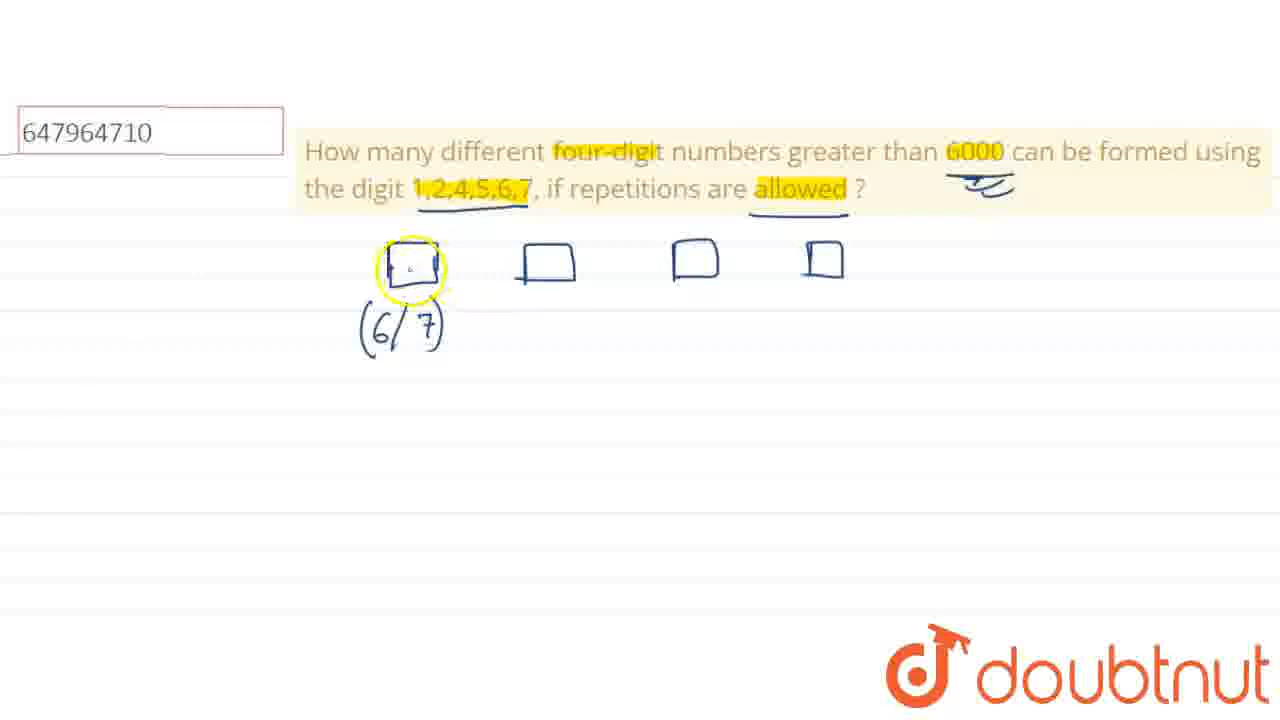 647964710
How many different four-digit numbers greater than 6000 can be formed using
the digit 1,2,4,5,6,7, if repetitions are allowed ?
(6/7)
doubtnut